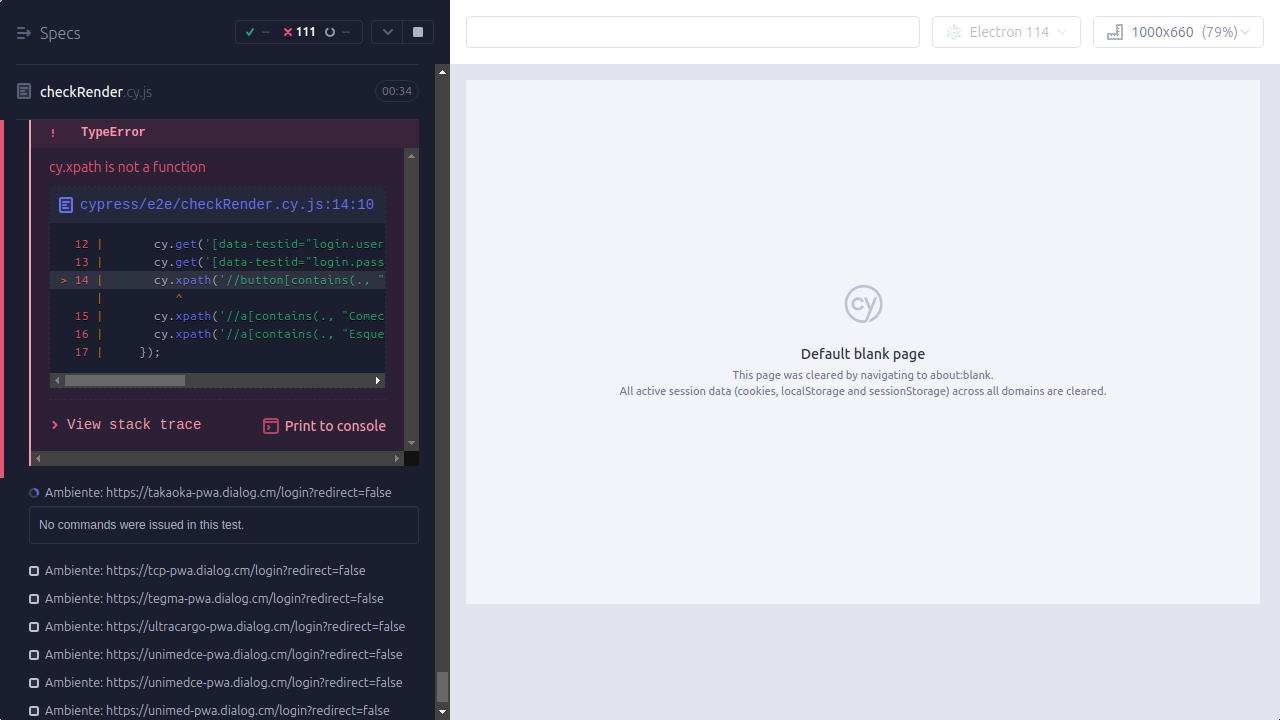 Specs
-- 111 --
Electron 114
1000x660 (79%)
checkRender.cy.js
00:34
! TypeError
cy.xpath is not a function
cypress/e2e/checkRender.cy.js:14:10
12 | cy.get('[data-testid="login.user
13 | cy.get('[data-testid="login.pass
> 14 | cy.xpath('//button[contains(., "
| ^
15 | cy.xpath('//a[contains(., "Comec
16 | cy.xpath('//a[contains(., "Esque
17 | });
View stack trace
Print to console
Ambiente: https://takaoka-pwa.dialog.cm/login?redirect=false
No commands were issued in this test.
Ambiente: https://tcp-pwa.dialog.cm/login?redirect=false
Ambiente: https://tegma-pwa.dialog.cm/login?redirect=false
Ambiente: https://ultracargo-pwa.dialog.cm/login?redirect=false
Ambiente: https://unimedce-pwa.dialog.cm/login?redirect=false
Ambiente: https://unimedce-pwa.dialog.cm/login?redirect=false
Ambiente: https://unimed-pwa.dialog.cm/login?redirect=false
cy
Default blank page
This page was cleared by navigating to about:blank.
All active session data (cookies, localStorage and sessionStorage) across all domains are cleared.